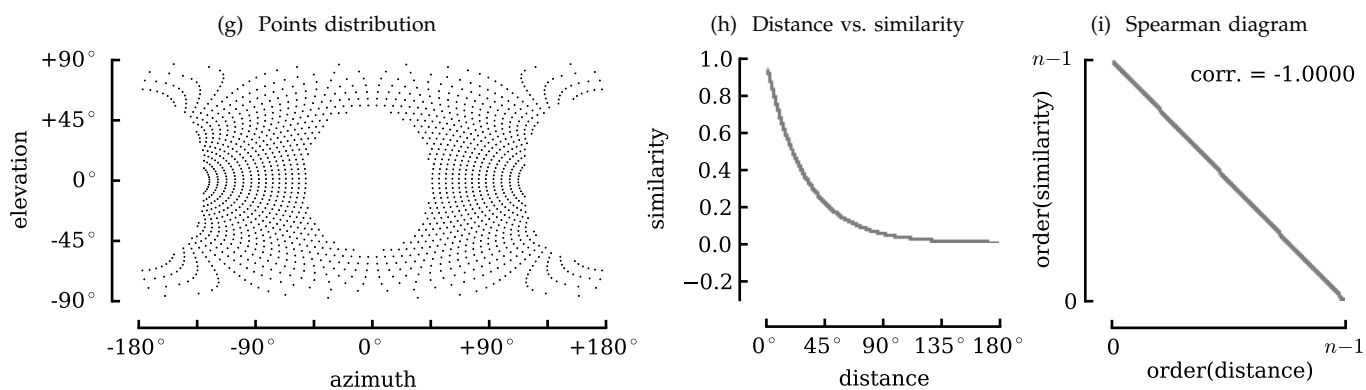 (g) Points distribution
+90°
+45°
0°
-45°
-90°
elevation
-180°
-90°
0°
+90°
+180°
azimuth
(h) Distance vs. similarity
1.0
0.8
0.6
0.4
0.2
0.0
−0.2
similarity
0°
45°
90°
135°
180°
distance
(i) Spearman diagram
n−1
corr. = -1.0000
0
order(similarity)
0
n−1
order(distance)